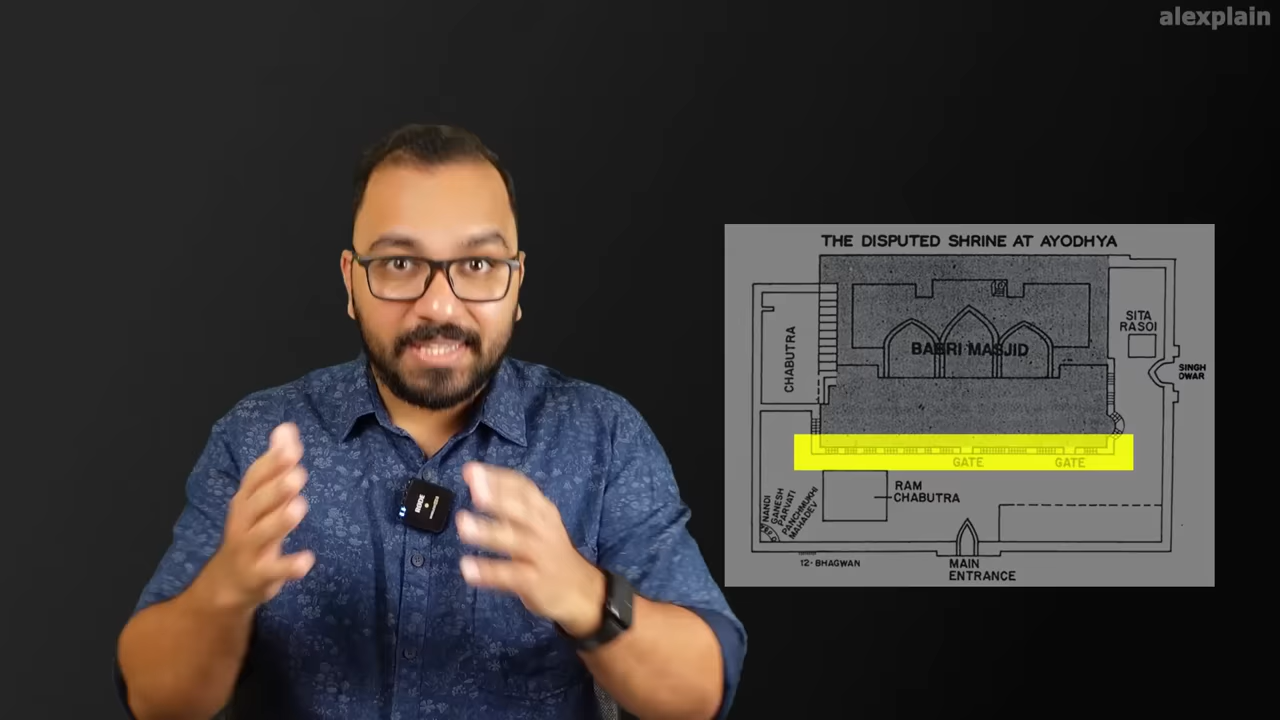 alexplain
THE DISPUTED SHRINE AT AYODHYA
SITA
RASOI
CHABUTRA
BABRI MASJID
SINGH
DWAR
GATE
GATE
RAM
CHABUTRA
NANDI
GANESH
PARVATI
PANCHMUKHI
MAHADEV
12-BHAGWAN
MAIN
ENTRANCE
RODE